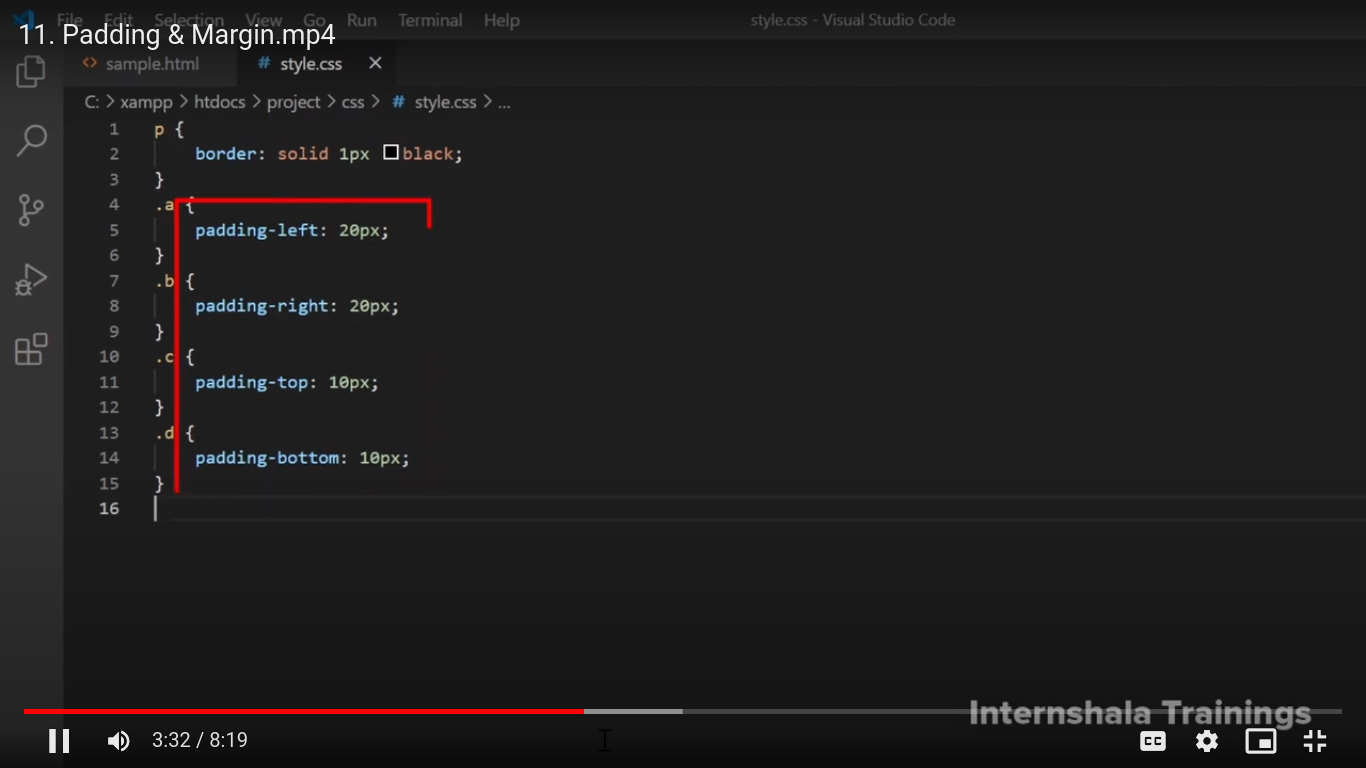 File Edit Selection View Go Run Terminal Help
style.css - Visual Studio Code
11. Padding & Margin.mp4
<> sample.html
# style.css ✕
C: > xampp > htdocs > project > css > # style.css > ...
1 p {
2 border: solid 1px black;
3 }
4 .a {
5 padding-left: 20px;
6 }
7 .b {
8 padding-right: 20px;
9 }
10 .c {
11 padding-top: 10px;
12 }
13 .d {
14 padding-bottom: 10px;
15 }
16
Internshala Trainings
3:32 / 8:19
CC